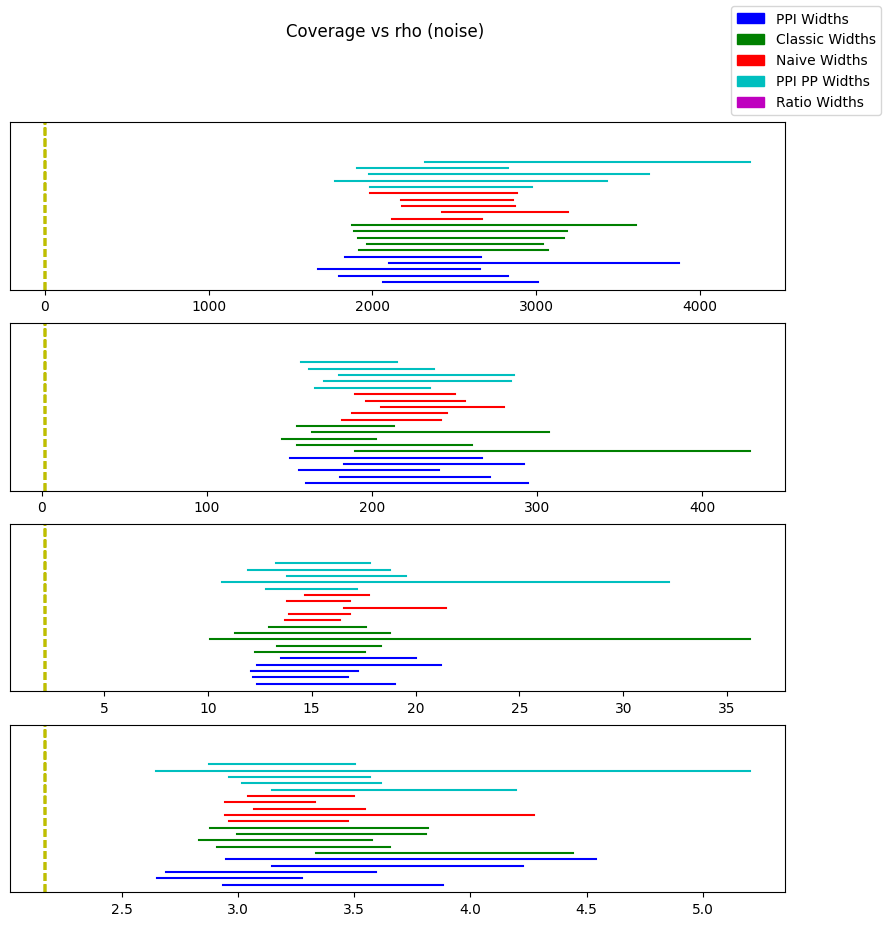 Coverage vs rho (noise)
PPI Widths
Classic Widths
Naive Widths
PPI PP Widths
Ratio Widths
0 1000 2000 3000 4000
0 100 200 300 400
5 10 15 20 25 30 35
2.5 3.0 3.5 4.0 4.5 5.0